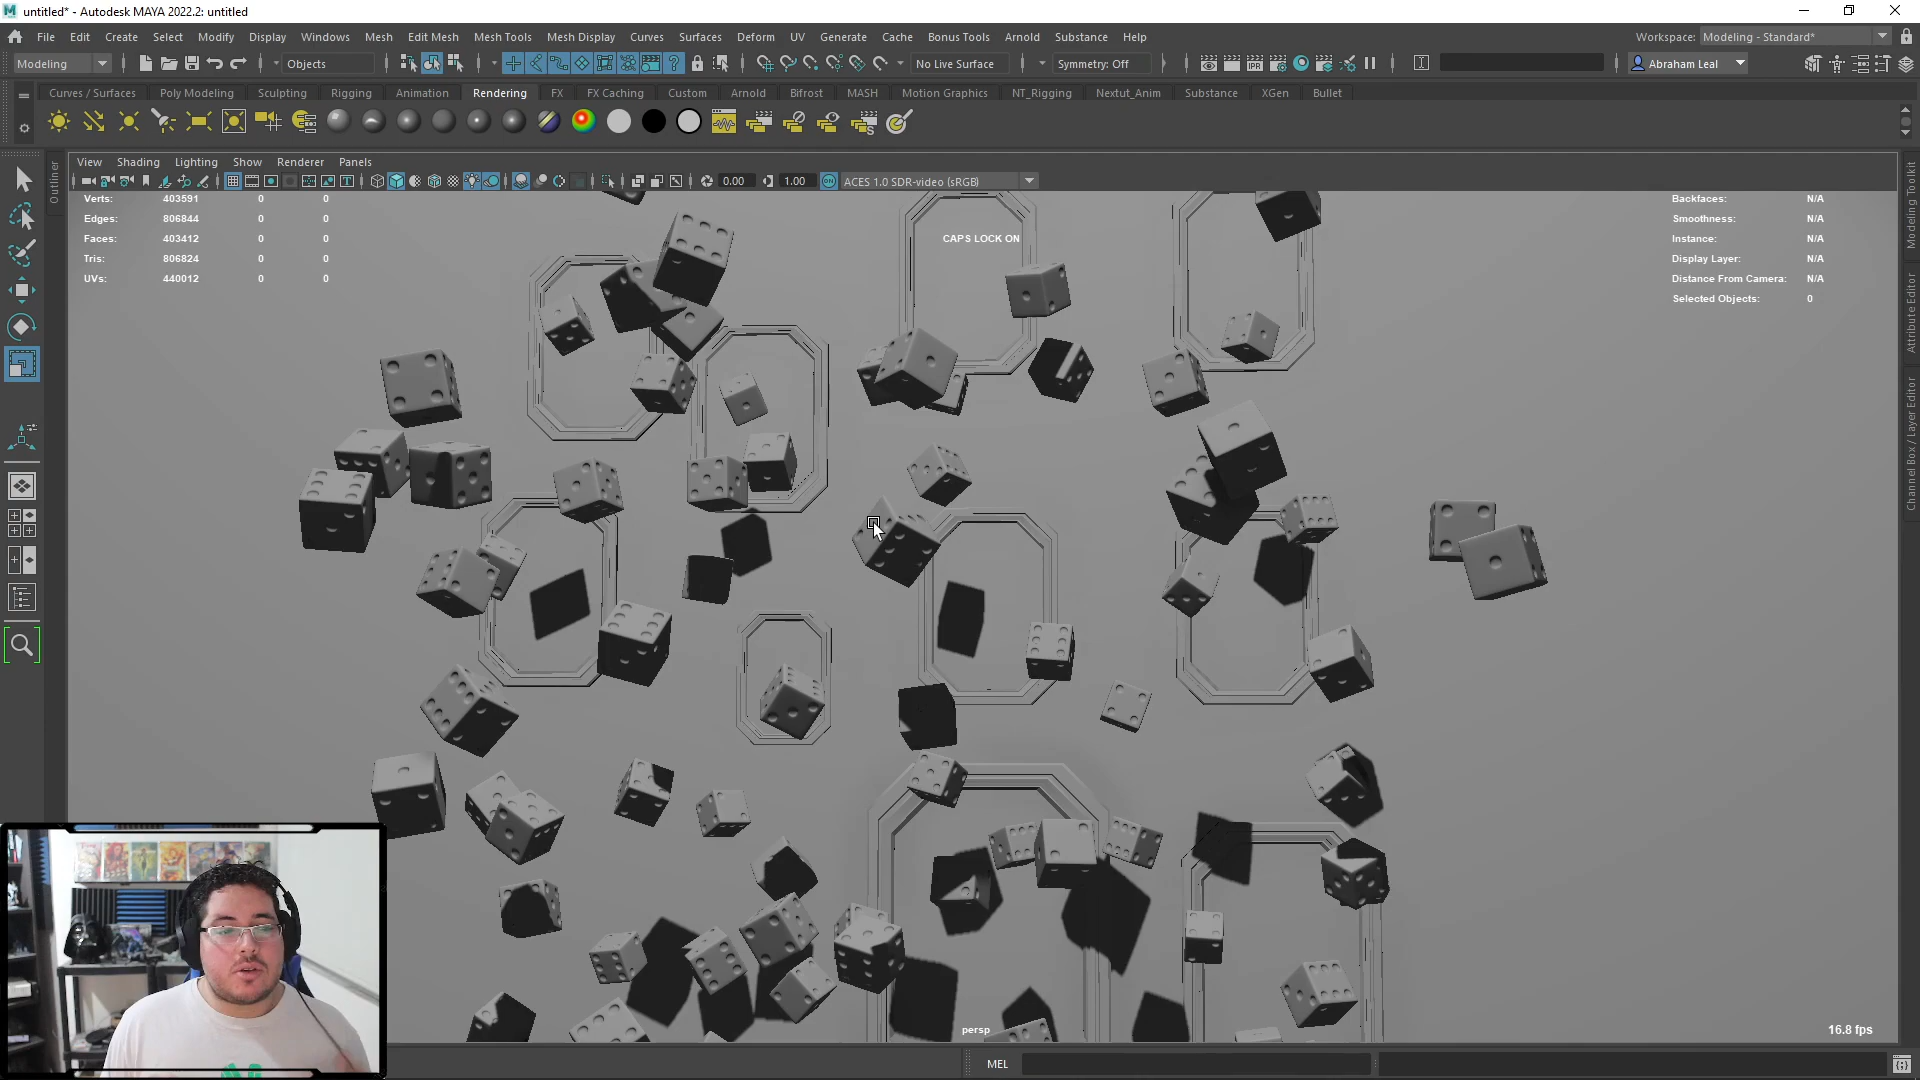 untitled* - Autodesk MAYA 2022.2: untitled
File Edit Create Select Modify Display Windows Mesh Edit Mesh Mesh Tools Mesh Display Curves Surfaces Deform UV Generate Cache Bonus Tools Arnold Substance Help
Workspace: Modeling - Standard*
Modeling Objects No Live Surface Symmetry: Off Abraham Leal
Curves / Surfaces Poly Modeling Sculpting Rigging Animation Rendering FX FX Caching Custom Arnold Bifrost MASH Motion Graphics NT_Rigging Nextut_Anim Substance XGen Bullet
View Shading Lighting Show Renderer Panels
0.00 1.00 ON ACES 1.0 SDR-video (sRGB)
Outliner
Verts: 403591 0 0
Edges: 806844 0 0
Faces: 403412 0 0
Tris: 806824 0 0
UVs: 440012 0 0
CAPS LOCK ON
Backfaces: N/A
Smoothness: N/A
Instance: N/A
Display Layer: N/A
Distance From Camera: N/A
Selected Objects: 0
Modeling Toolkit
Attribute Editor
Channel Box / Layer Editor
persp
16.8 fps
MEL